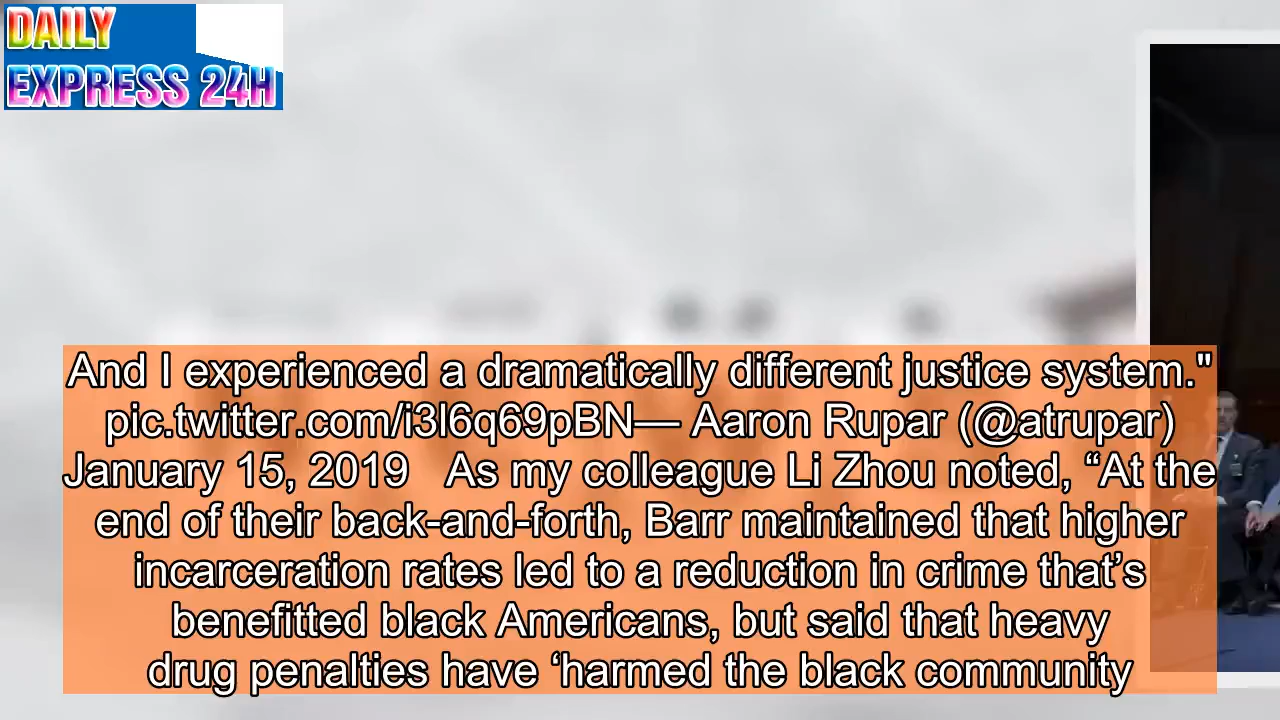 DAILY
EXPRESS 24H
And I experienced a dramatically different justice system."
pic.twitter.com/i3l6q69pBN— Aaron Rupar (@atrupar)
January 15, 2019   As my colleague Li Zhou noted, “At the
end of their back-and-forth, Barr maintained that higher
incarceration rates led to a reduction in crime that’s
benefitted black Americans, but said that heavy
drug penalties have ‘harmed the black community